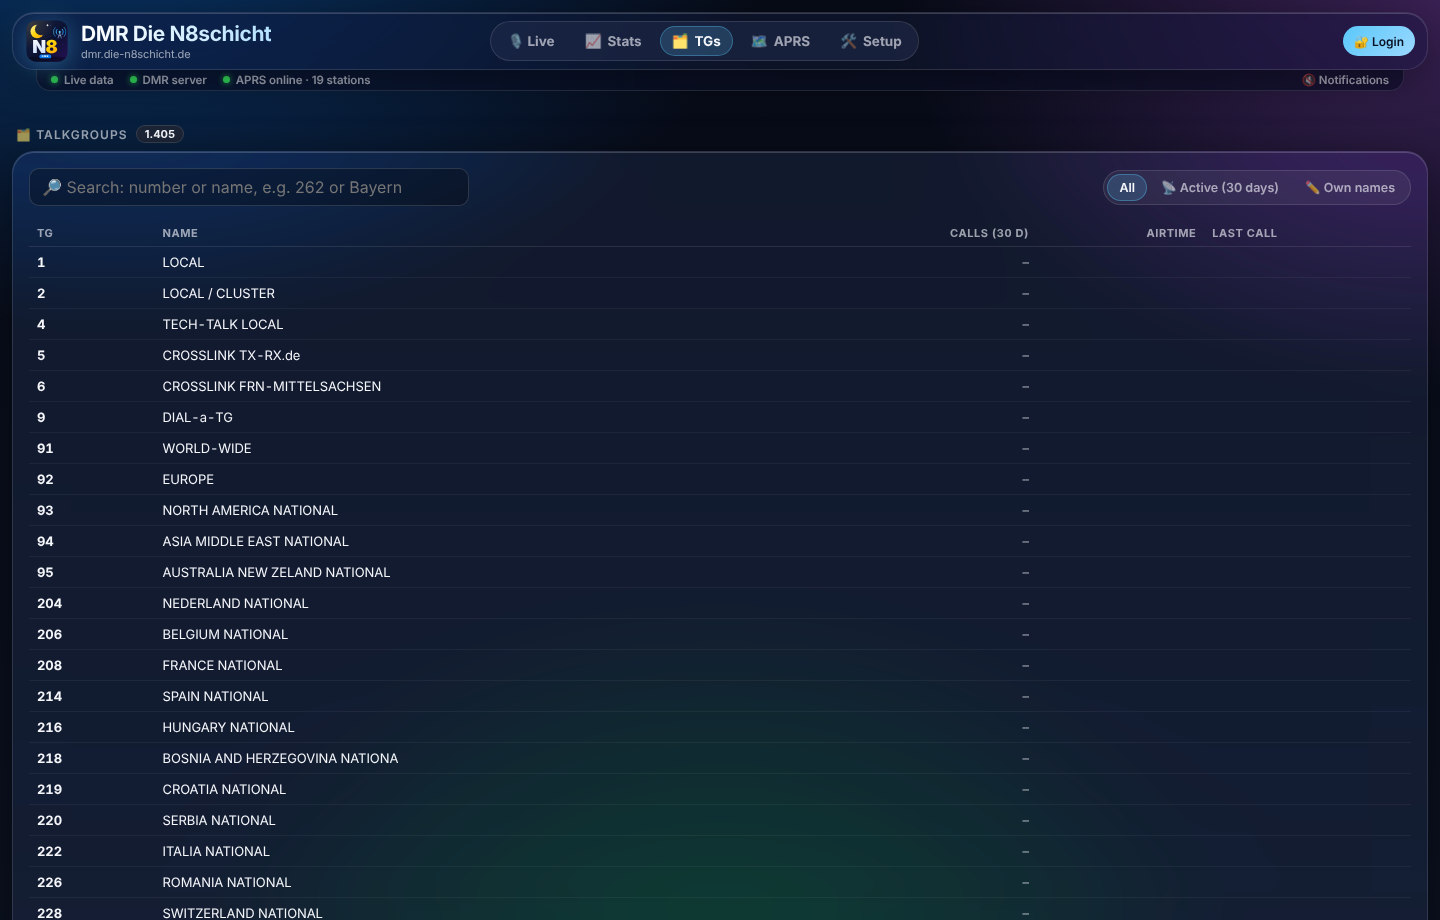 N8
DMR Die N8schicht
dmr.die-n8schicht.de
Live
Stats
TGs
APRS
Setup
Login
Live data
DMR server
APRS online · 19 stations
Notifications
TALKGROUPS 1.405
Search: number or name, e.g. 262 or Bayern
All
Active (30 days)
Own names
TG NAME CALLS (30 D) AIRTIME LAST CALL
1 LOCAL –
2 LOCAL / CLUSTER –
4 TECH-TALK LOCAL –
5 CROSSLINK TX-RX.de –
6 CROSSLINK FRN-MITTELSACHSEN –
9 DIAL-a-TG –
91 WORLD-WIDE –
92 EUROPE –
93 NORTH AMERICA NATIONAL –
94 ASIA MIDDLE EAST NATIONAL –
95 AUSTRALIA NEW ZELAND NATIONAL –
204 NEDERLAND NATIONAL –
206 BELGIUM NATIONAL –
208 FRANCE NATIONAL –
214 SPAIN NATIONAL –
216 HUNGARY NATIONAL –
218 BOSNIA AND HERZEGOVINA NATIONA –
219 CROATIA NATIONAL –
220 SERBIA NATIONAL –
222 ITALIA NATIONAL –
226 ROMANIA NATIONAL –
228 SWITZERLAND NATIONAL –